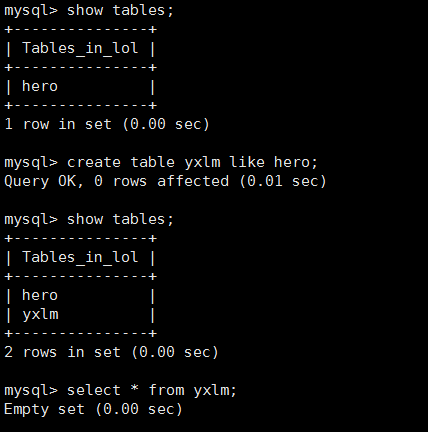 mysql> show tables;
+---------------+
| Tables_in_lol |
+---------------+
| hero          |
+---------------+
1 row in set (0.00 sec)
mysql> create table yxlm like hero;
Query OK, 0 rows affected (0.01 sec)
mysql> show tables;
+---------------+
| Tables_in_lol |
+---------------+
| hero          |
| yxlm          |
+---------------+
2 rows in set (0.00 sec)
mysql> select * from yxlm;
Empty set (0.00 sec)